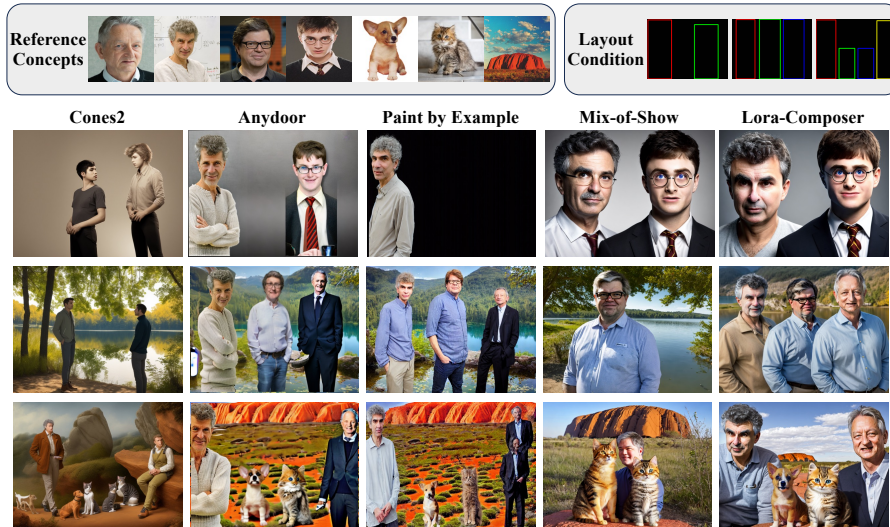 Reference
Concepts
Layout
Condition
Cones2
Anydoor
Paint by Example
Mix-of-Show
Lora-Composer